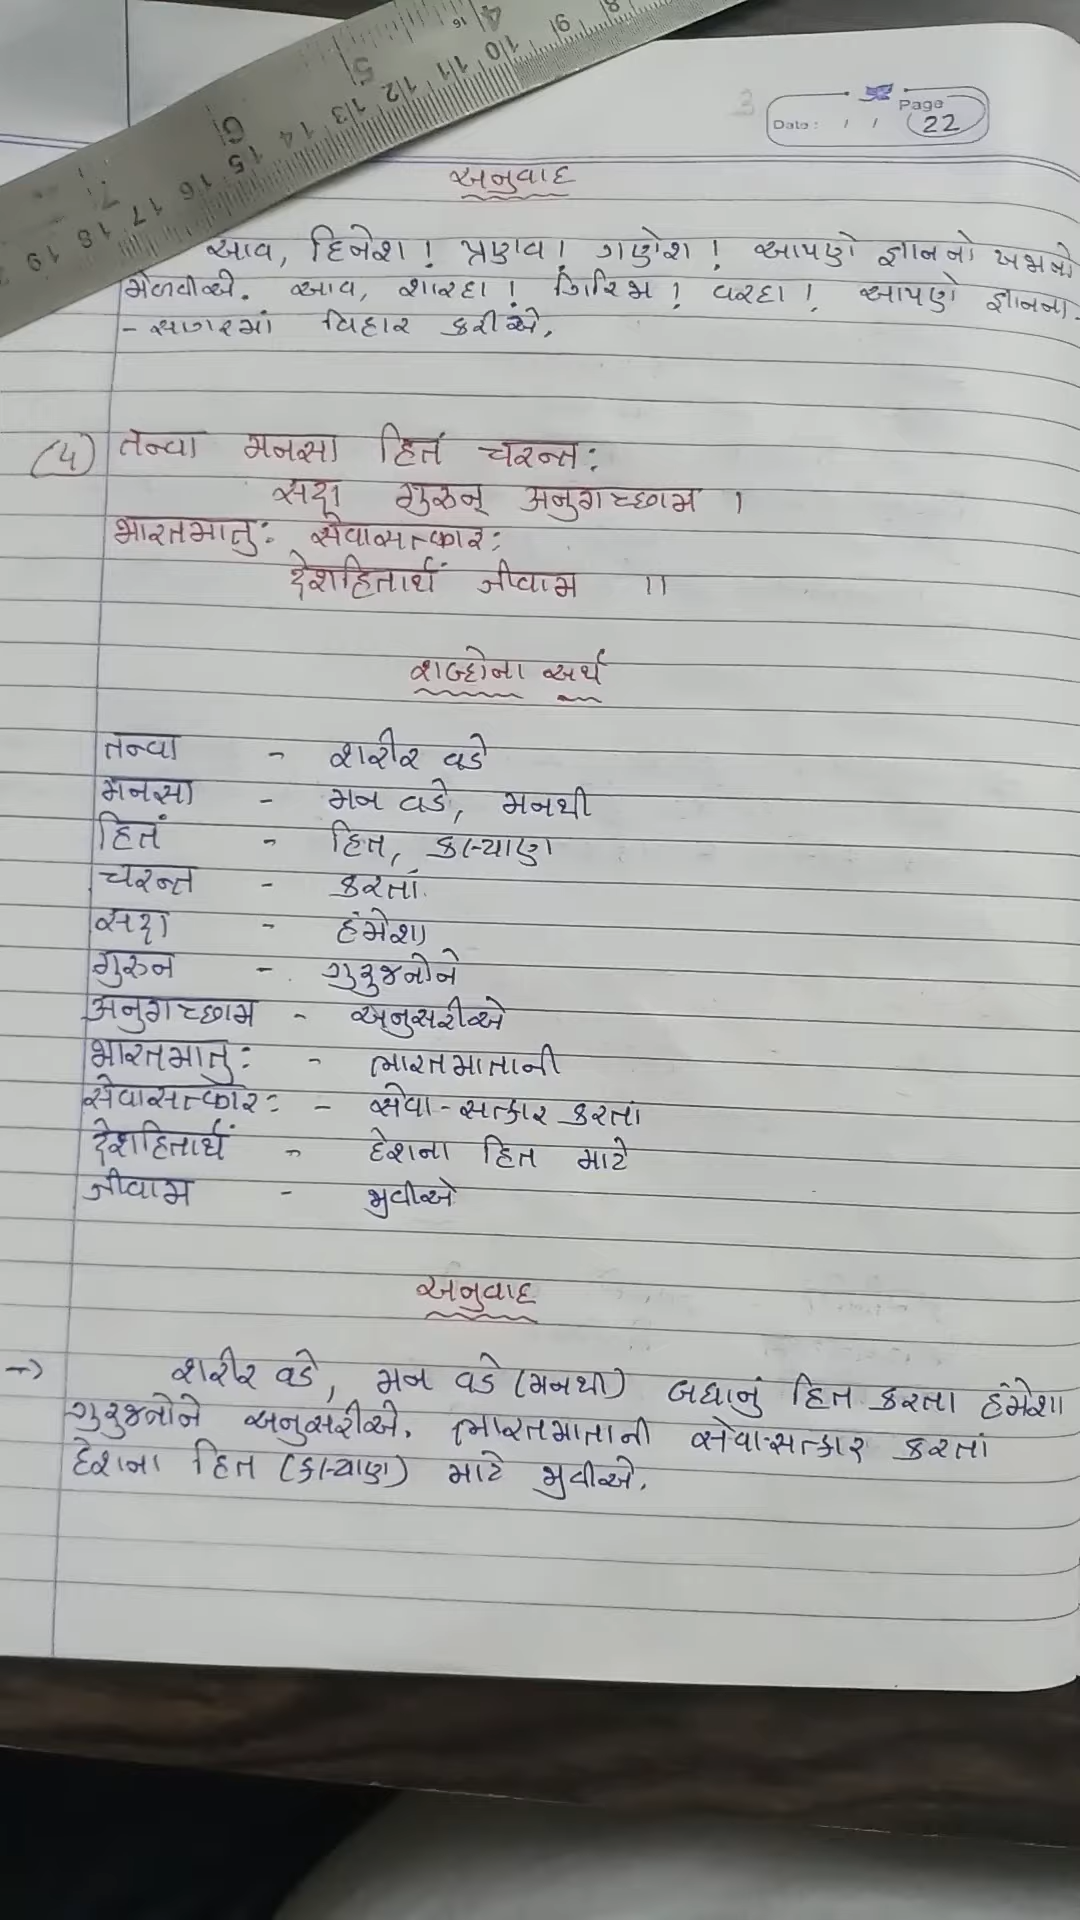 Page
Date : / / 22
અનુવાદ
આવ, દિનેશ ! પ્રણવ ! ગણેશ ! આપણે જ્ઞાનનો ખજાનો
મેળવીએ. આવ, શારદા ! ગિરિજા ! વરદા ! આપણે જ્ઞાનના
- સાગરમાં વિહાર કરીએ.
(4) तन्वा मनसा हितं चरन्त:
सदा गुरुन् अनुगच्छाम ।
भारतमातु: सेवासत्कार:
देशहितार्थं जीवाम ॥
શબ્દોના અર્થ
तन्वा - શરીર વડે
मनसा - મન વડે, મનથી
हितं - હિત, કલ્યાણ
चरन्त - કરતાં.
सदा - હંમેશા
गुरुन - ગુરુજનોને
अनुगच्छाम - અનુસરીએ
भारतमातु: - ભારતમાતાની
सेवासत्कार: - સેવા-સત્કાર કરતાં
देशहितार्थं - દેશના હિત માટે
जीवाम - જીવીએ
અનુવાદ
→ શરીર વડે, મન વડે (મનથી) બધાનું હિત કરતા હંમેશા
ગુરુજનોને અનુસરીએ. ભારતમાતાની સેવા-સત્કાર કરતાં
દેશના હિત (કલ્યાણ) માટે જીવીએ.